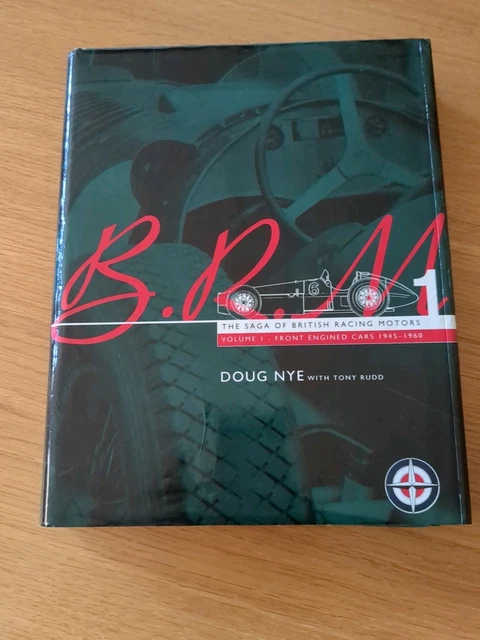 B.R.M
1
6
THE SAGA OF BRITISH RACING MOTORS
VOLUME I - FRONT ENGINED CARS 1945-1960
DOUG NYE WITH TONY RUDD